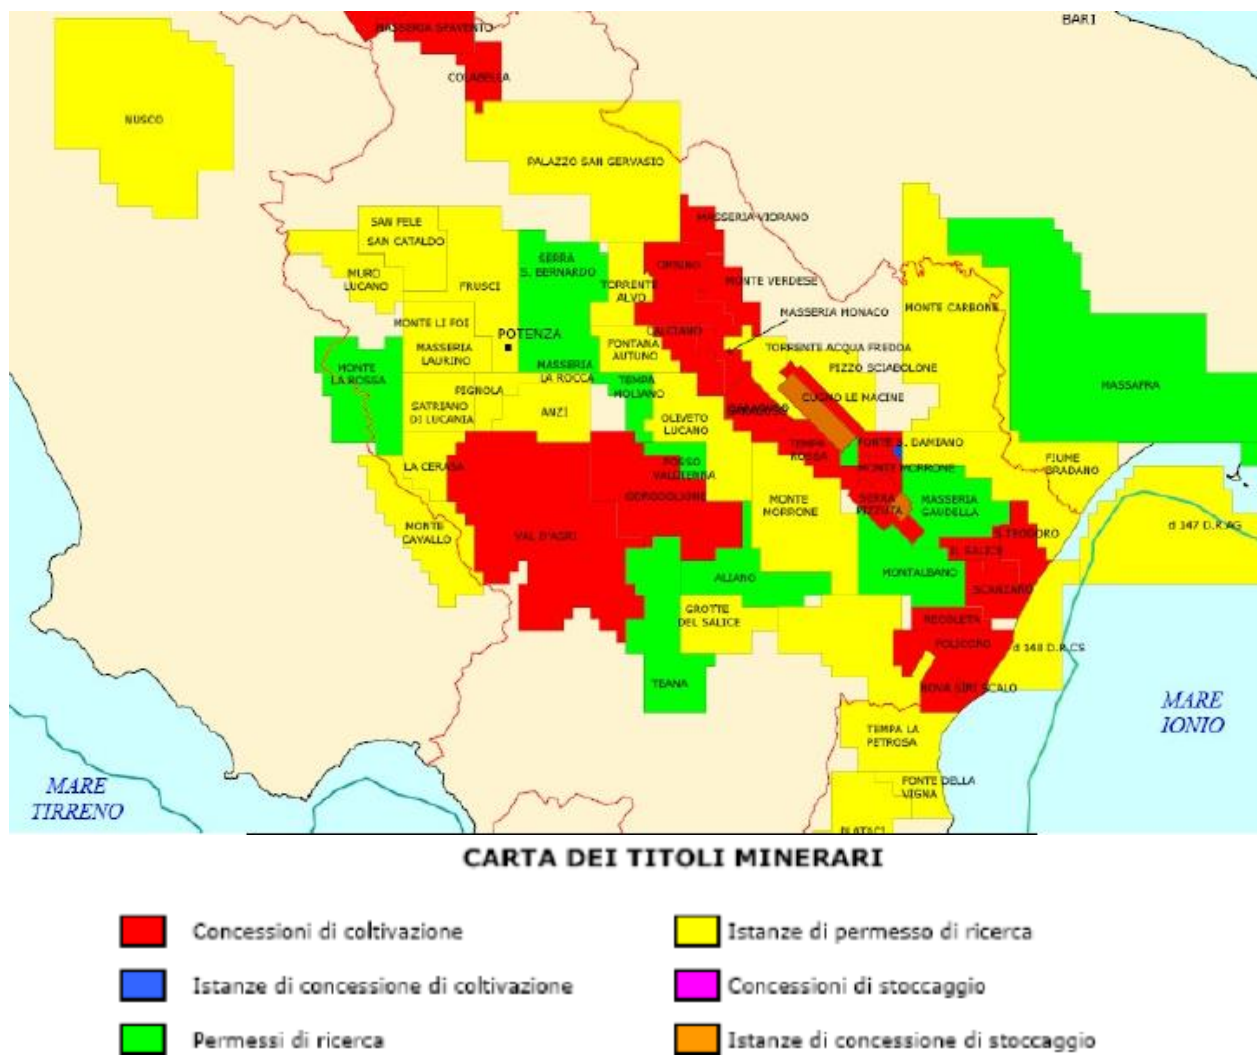 BARI
MASSERIA SPAVENTO
COLABELLA
NUSCO
PALAZZO SAN GERVASIO
MASSERIA VIORANO
SAN FELE
SAN CATALDO
SERRA
S. BERNARDO
MURO
LUCANO
FRUSCI
TORRENTE
ALVO
ORSINO
MONTE VERDESE
MONTE CARBONE
MASSERIA MONACO
MONTE LI FOI
POTENZA
CALCIANO
MASSERIA
LAURINO
FONTANA
AUTUNO
TORRENTE ACQUA FREDDA
PIZZO SCIABOLONE
MONTE
LA ROSSA
MASSERIA
LA ROCCA
TEMPA
MOLIANO
MASSAFRA
PIGNOLA
SATRIANO
DI LUCANIA
ANZI
OLIVETO
LUCANO
CUGNO LE MACINE
TEMPA
ROSSA
FONTE S. DAMIANO
LA CERASA
FOSSO
VALDIENNA
MONTE MORRONE
FIUME
BRADANO
GORGOGLIONE
MONTE
MORRONE
SERRA
PIZZUTA
MASSERIA
GAUDELLA
MONTE
CAVALLO
VAL D'AGRI
S.TEODORO
d 147 D.R.AG
IL SALICE
ALIANO
MONTALBANO
SCANZANO
GROTTE
DEL SALICE
RECOLETA
POLICORO
d 148 D.R.CS
TEANA
NOVA SIRI SCALO
MARE
IONIO
TEMPA LA
PETROSA
MARE
TIRRENO
FONTE DELLA
VIGNA
PLATACI
CARTA DEI TITOLI MINERARI
Concessioni di coltivazione
Istanze di permesso di ricerca
Istanze di concessione di coltivazione
Concessioni di stoccaggio
Permessi di ricerca
Istanze di concessione di stoccaggio